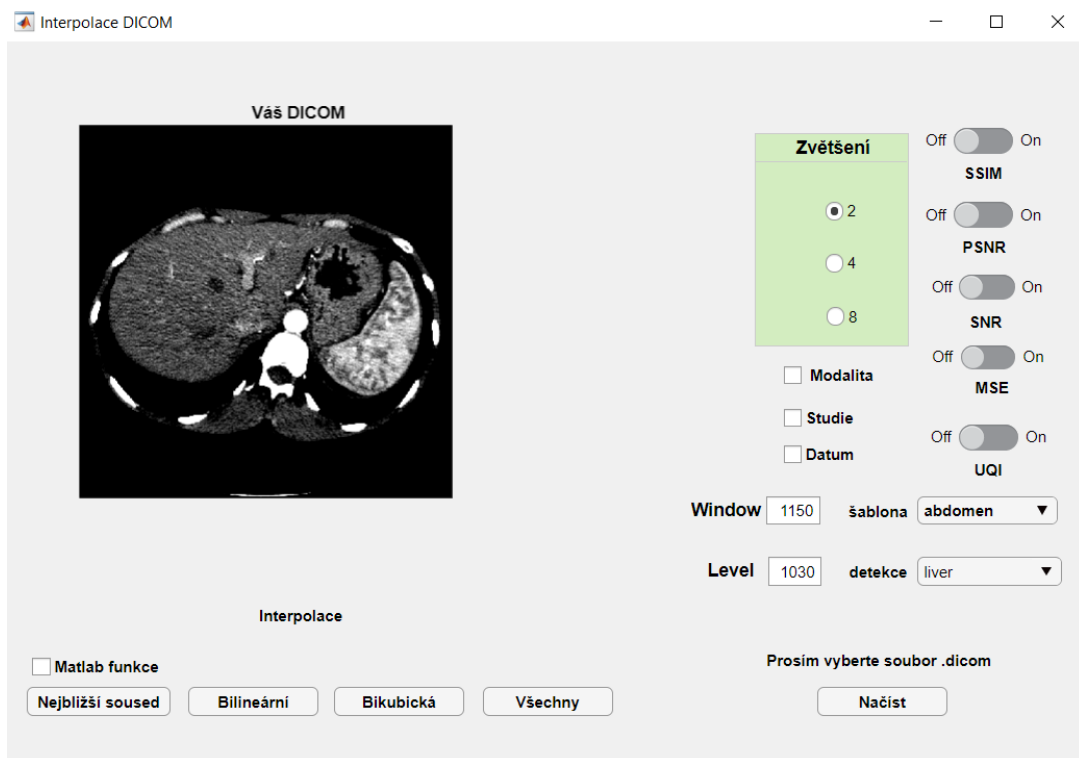 Interpolace DICOM
Váš DICOM
Zvětšení
2
4
8
Off On
SSIM
Off On
PSNR
Off On
SNR
Off On
MSE
Off On
UQI
Modalita
Studie
Datum
Window 1150 šablona abdomen
Level 1030 detekce liver
Interpolace
Matlab funkce
Nejbližší soused Bilineární Bikubická Všechny
Prosím vyberte soubor .dicom
Načíst